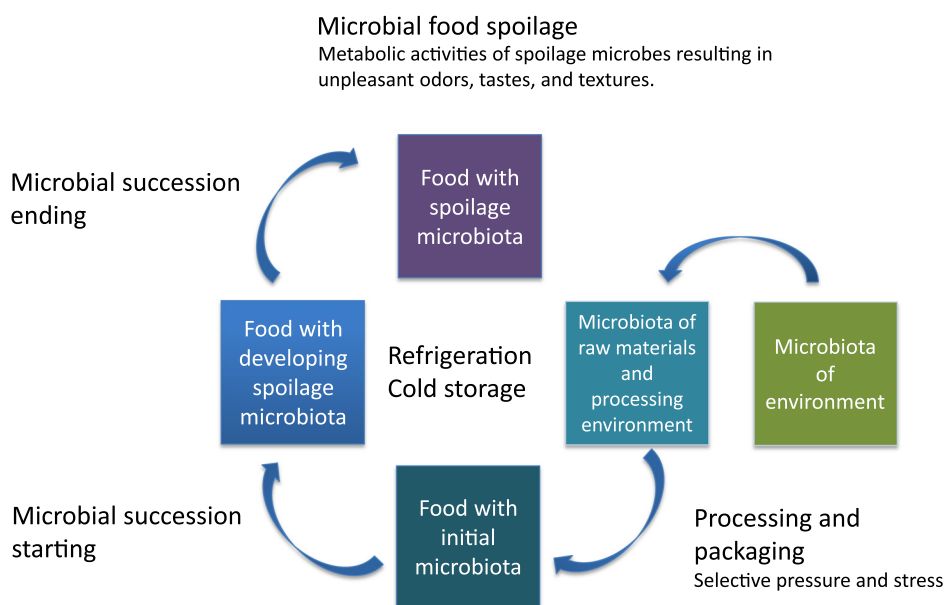 Microbial food spoilage
Metabolic activities of spoilage microbes resulting in
unpleasant odors, tastes, and textures.
Microbial succession
ending
Food with
spoilage
microbiota
Food with
developing
spoilage
microbiota
Refrigeration
Cold storage
Microbiota of
raw materials
and
processing
environment
Microbiota
of
environment
Microbial succession
starting
Food with
initial
microbiota
Processing and
packaging
Selective pressure and stress